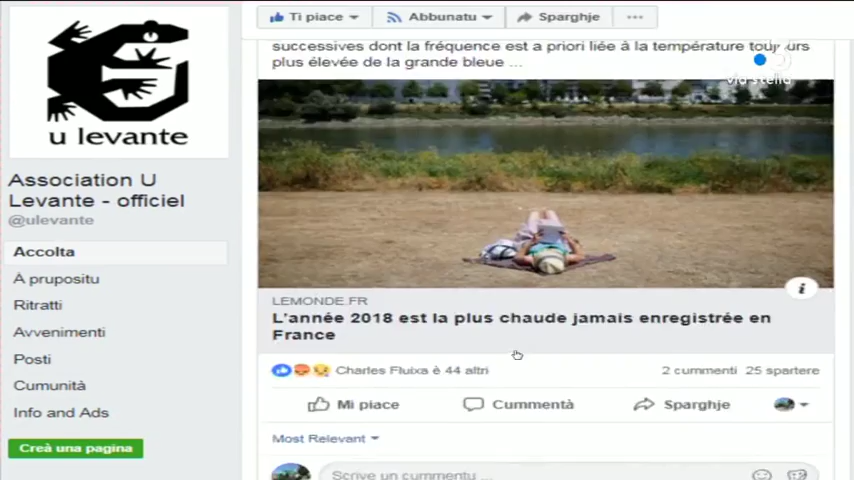 Ti piace
Abbunatu
Sparghje
successives dont la fréquence est a priori liée à la température toujours
plus élevée de la grande bleue ...
via stella
u levante
Association U
Levante - officiel
@ulevante
Accolta
À prupositu
Ritratti
Avvenimenti
Posti
Cumunità
Info and Ads
Creà una pagina
LEMONDE.FR
L'année 2018 est la plus chaude jamais enregistrée en
France
Charles Fluixa è 44 altri
2 cummenti 25 spartere
Mi piace
Cummentà
Sparghje
Most Relevant
Scrive un cummentu ...